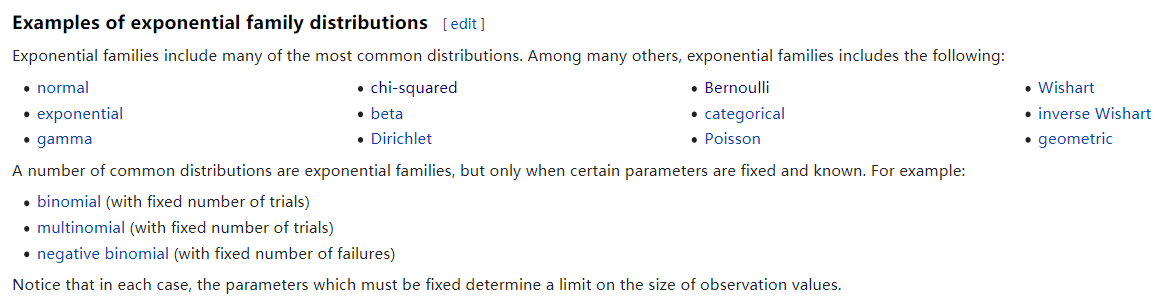 Examples of exponential family distributions [ edit ]
Exponential families include many of the most common distributions. Among many others, exponential families includes the following:
• normal
• exponential
• gamma
• chi-squared
• beta
• Dirichlet
• Bernoulli
• categorical
• Poisson
• Wishart
• inverse Wishart
• geometric
A number of common distributions are exponential families, but only when certain parameters are fixed and known. For example:
• binomial (with fixed number of trials)
• multinomial (with fixed number of trials)
• negative binomial (with fixed number of failures)
Notice that in each case, the parameters which must be fixed determine a limit on the size of observation values.